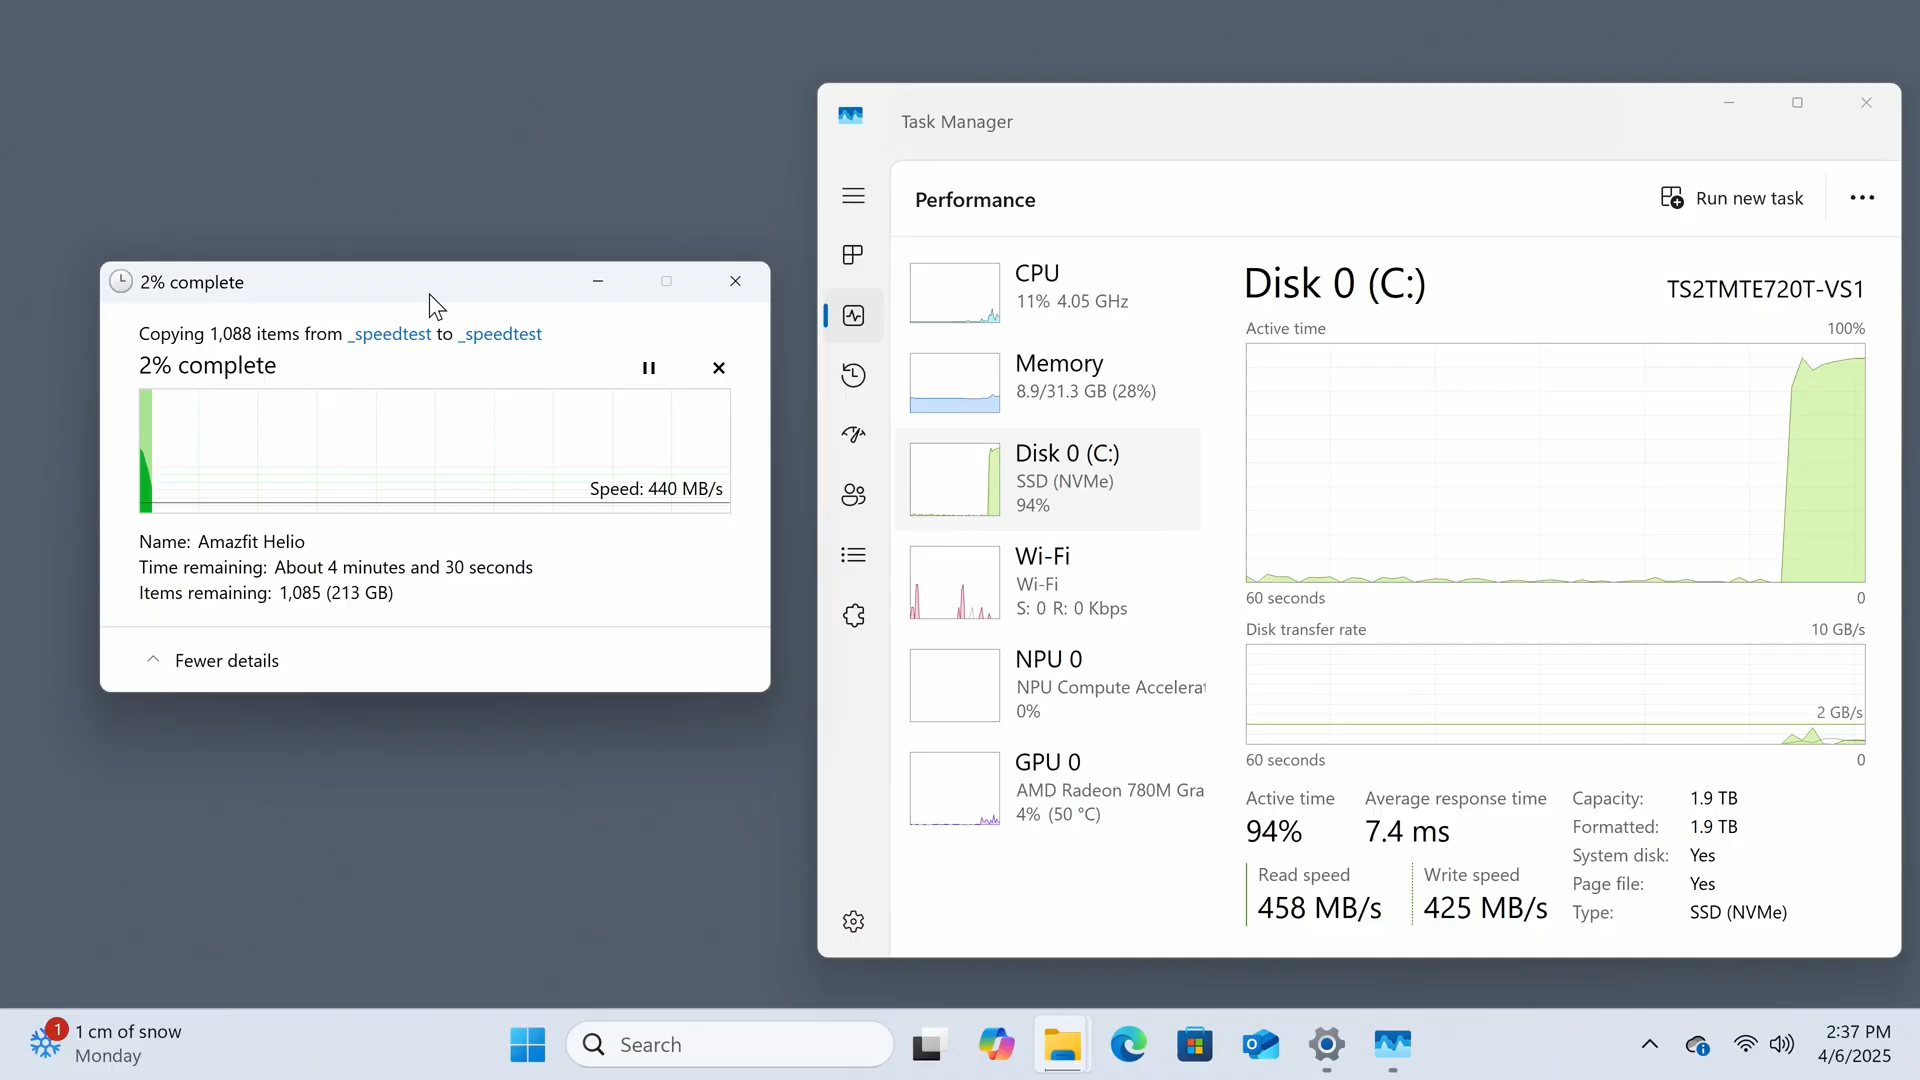 2% complete
Copying 1,088 items from _speedtest to _speedtest
2% complete
Speed: 440 MB/s
Name: Amazfit Helio
Time remaining: About 4 minutes and 30 seconds
Items remaining: 1,085 (213 GB)
Fewer details
Task Manager
Performance
Run new task
CPU
11% 4.05 GHz
Memory
8.9/31.3 GB (28%)
Disk 0 (C:)
SSD (NVMe)
94%
Wi-Fi
Wi-Fi
S: 0 R: 0 Kbps
NPU 0
NPU Compute Accelerat
0%
GPU 0
AMD Radeon 780M Gra
4% (50 °C)
Disk 0 (C:)
TS2TMTE720T-VS1
Active time
100%
60 seconds
0
Disk transfer rate
10 GB/s
2 GB/s
60 seconds
0
Active time
94%
Average response time
7.4 ms
Read speed
458 MB/s
Write speed
425 MB/s
Capacity: 1.9 TB
Formatted: 1.9 TB
System disk: Yes
Page file: Yes
Type: SSD (NVMe)
1
1 cm of snow
Monday
Search
2:37 PM
4/6/2025